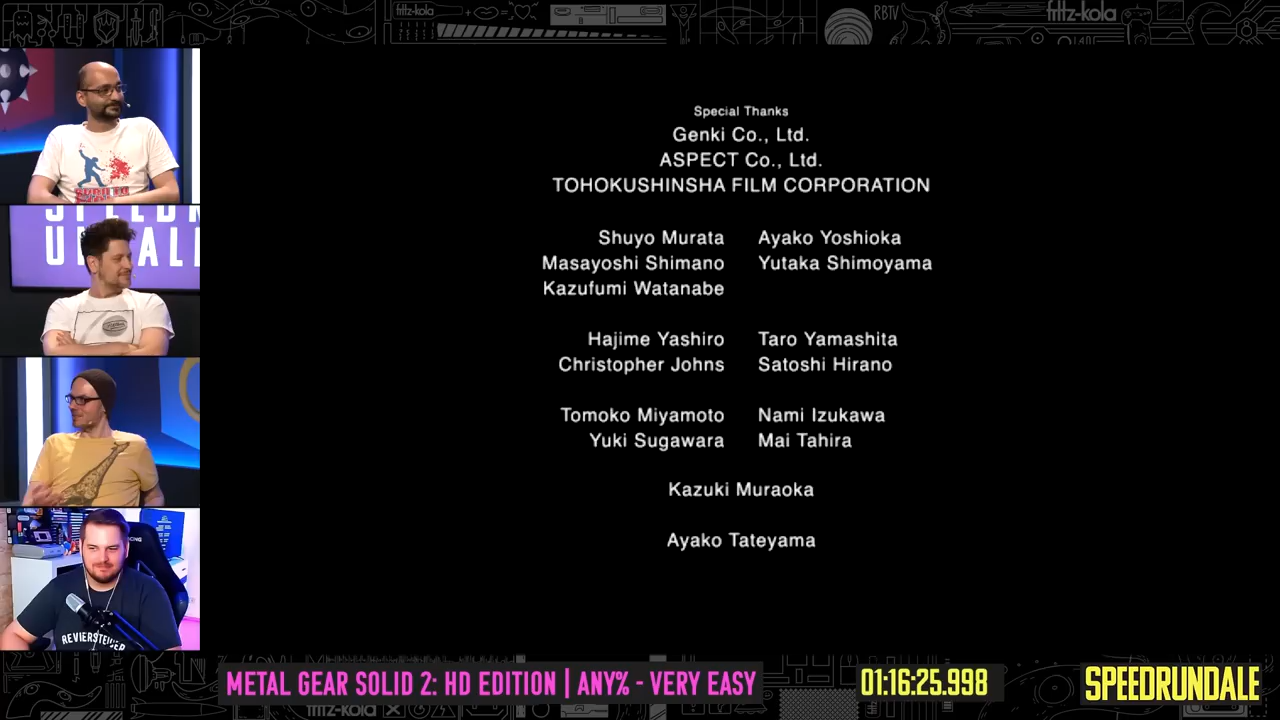 fritz-kola
RBTV
fritz-kola
Special Thanks
Genki Co., Ltd.
ASPECT Co., Ltd.
TOHOKUSHINSHA FILM CORPORATION
Shuyo Murata Ayako Yoshioka
Masayoshi Shimano Yutaka Shimoyama
Kazufumi Watanabe
Hajime Yashiro Taro Yamashita
Christopher Johns Satoshi Hirano
Tomoko Miyamoto Nami Izukawa
Yuki Sugawara Mai Tahira
Kazuki Muraoka
Ayako Tateyama
METAL GEAR SOLID 2: HD EDITION | ANY% - VERY EASY
01:16:25.998
SPEEDRUNDALE
fritz-kola